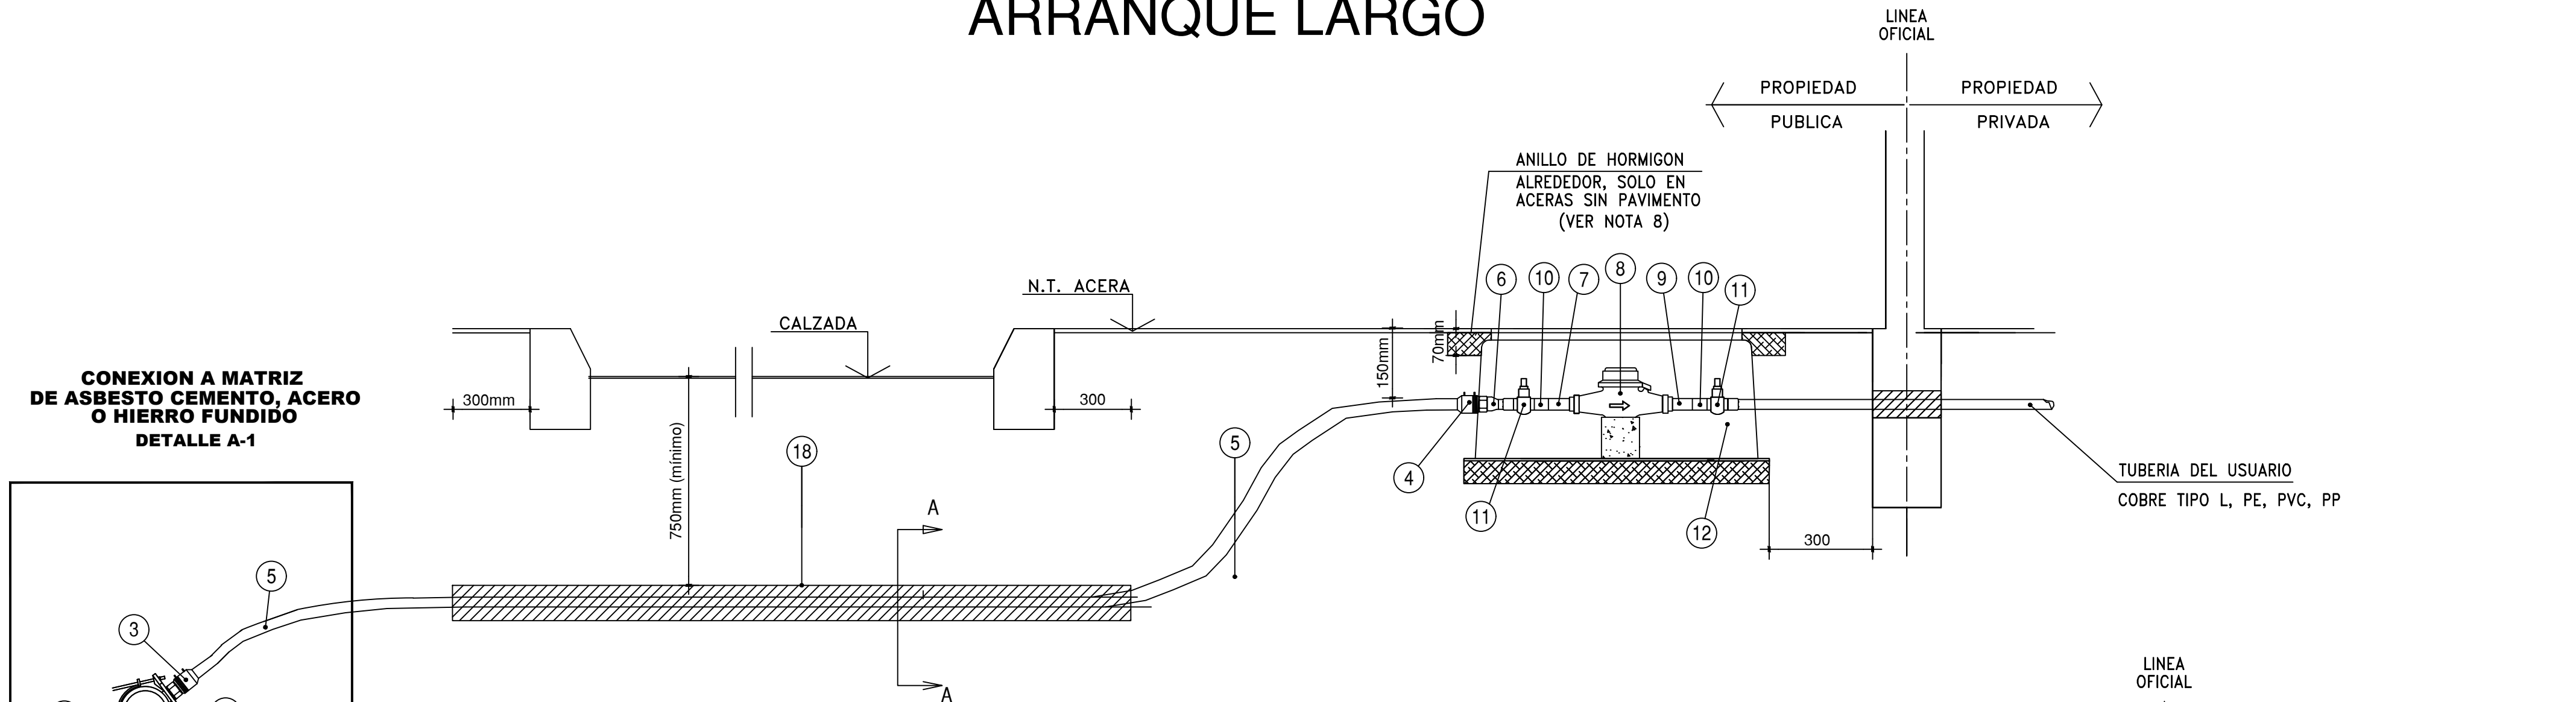 ARRANQUE LARGO
LINEA
OFICIAL
PROPIEDAD
PUBLICA
PROPIEDAD
PRIVADA
ANILLO DE HORMIGON
ALREDEDOR, SOLO EN
ACERAS SIN PAVIMENTO
(VER NOTA 8)
6
10
7
8
9
10
11
N.T. ACERA
CALZADA
150mm
70mm
CONEXION A MATRIZ
DE ASBESTO CEMENTO, ACERO
O HIERRO FUNDIDO
DETALLE A-1
300mm
300
750mm (mínimo)
18
5
4
11
12
300
TUBERIA DEL USUARIO
COBRE TIPO L, PE, PVC, PP
A
A
5
3
LINEA
OFICIAL